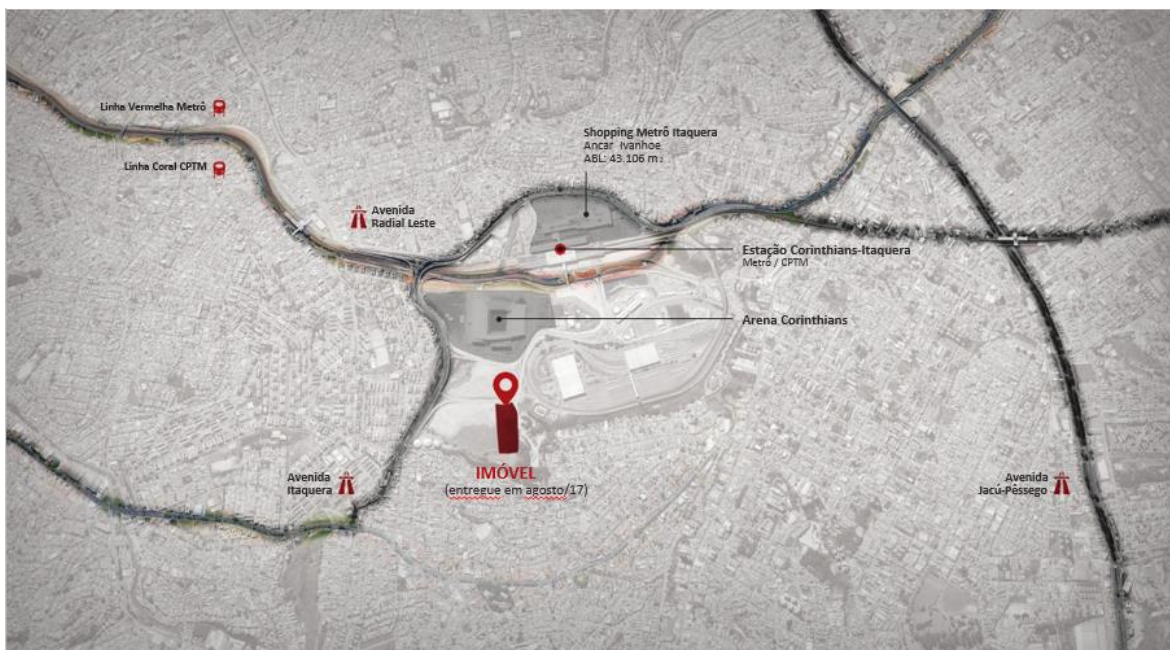 Linha Vermelha Metrô
Linha Coral CPTM
Avenida
Radial Leste
Shopping Metrô Itaquera
Ancar Ivanhoe
ABL: 43.106 m²
Estação Corinthians-Itaquera
Metrô / CPTM
Arena Corinthians
IMÓVEL
(entregue em agosto/17)
Avenida
Itaquera
Avenida
Jacú-Pêssego